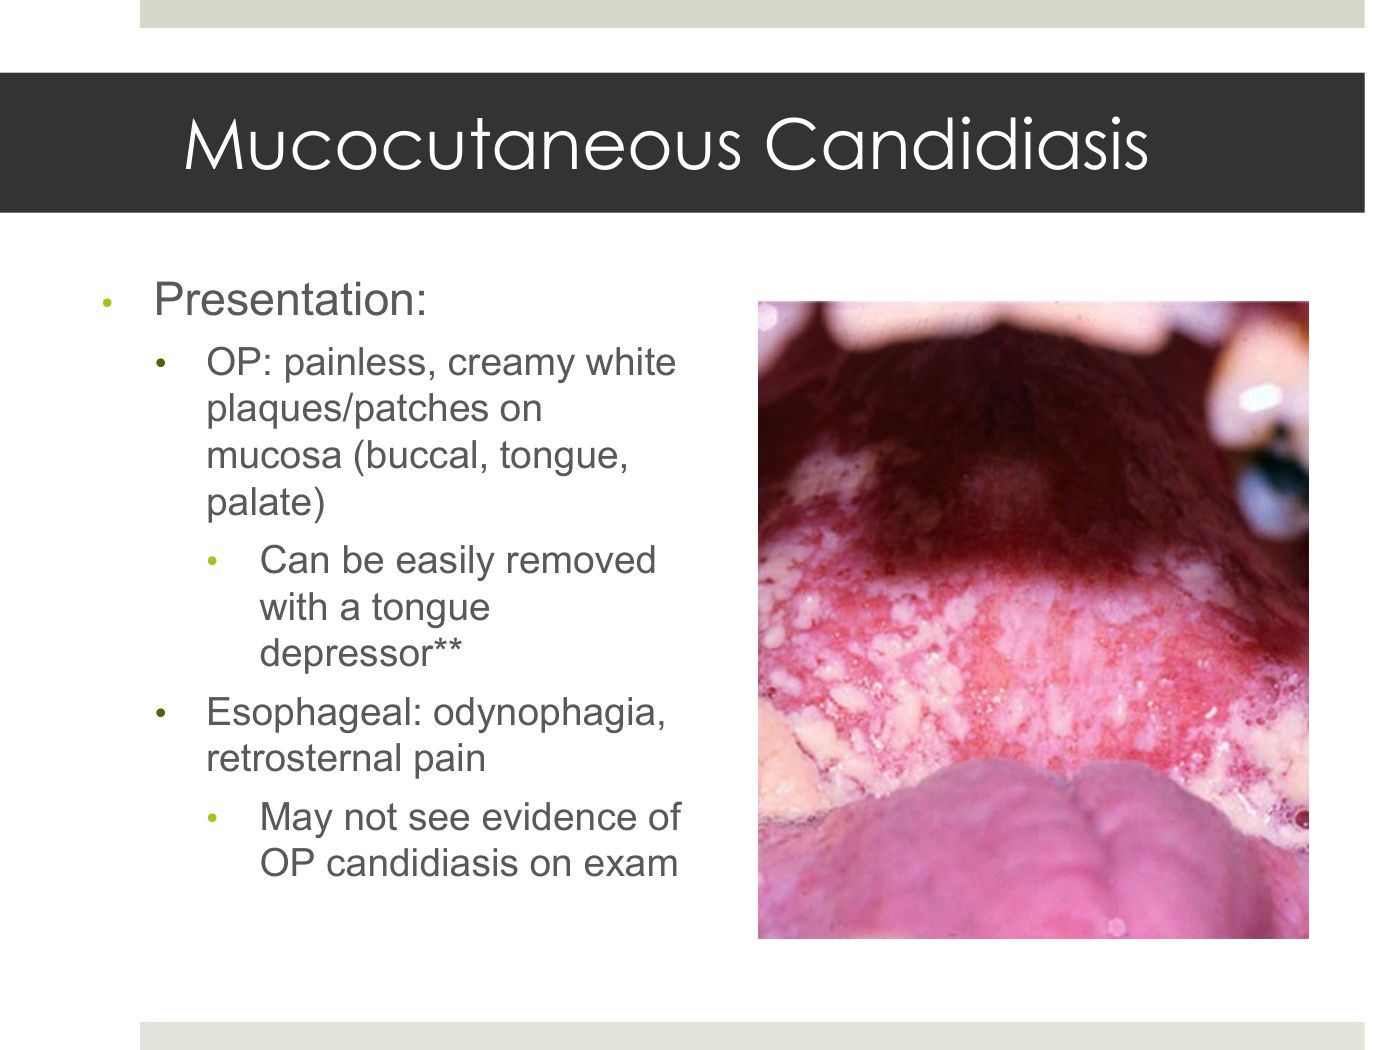 Mucocutaneous Candidiasis
• Presentation:
• OP: painless, creamy white
plaques/patches on
mucosa (buccal, tongue,
palate)
• Can be easily removed
with a tongue
depressor**
• Esophageal: odynophagia,
retrosternal pain
• May not see evidence of
OP candidiasis on exam